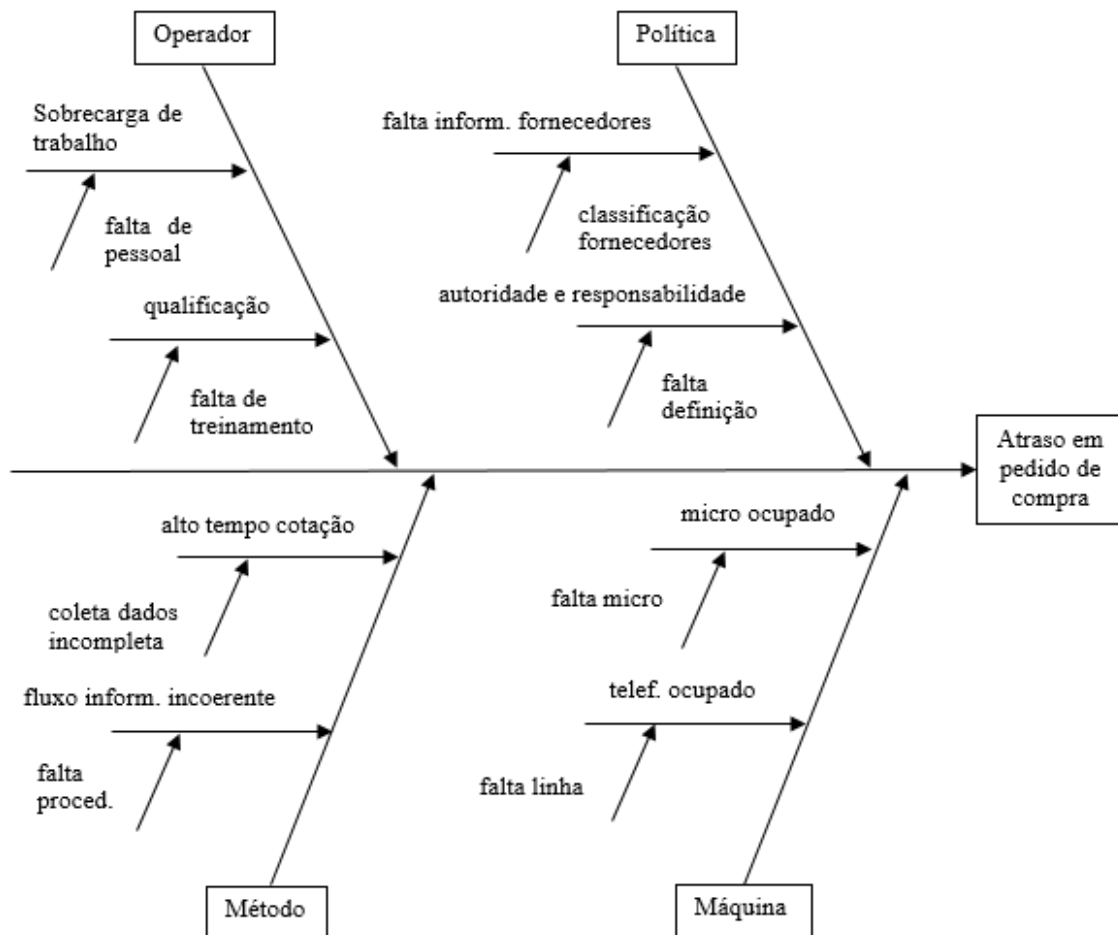 Operador
Política
Sobrecarga de
trabalho
falta de
pessoal
qualificação
falta de
treinamento
falta inform. fornecedores
classificação
fornecedores
autoridade e responsabilidade
falta
definição
Atraso em
pedido de
compra
alto tempo cotação
coleta dados
incompleta
fluxo inform. incoerente
falta
proced.
micro ocupado
falta micro
telef. ocupado
falta linha
Método
Máquina